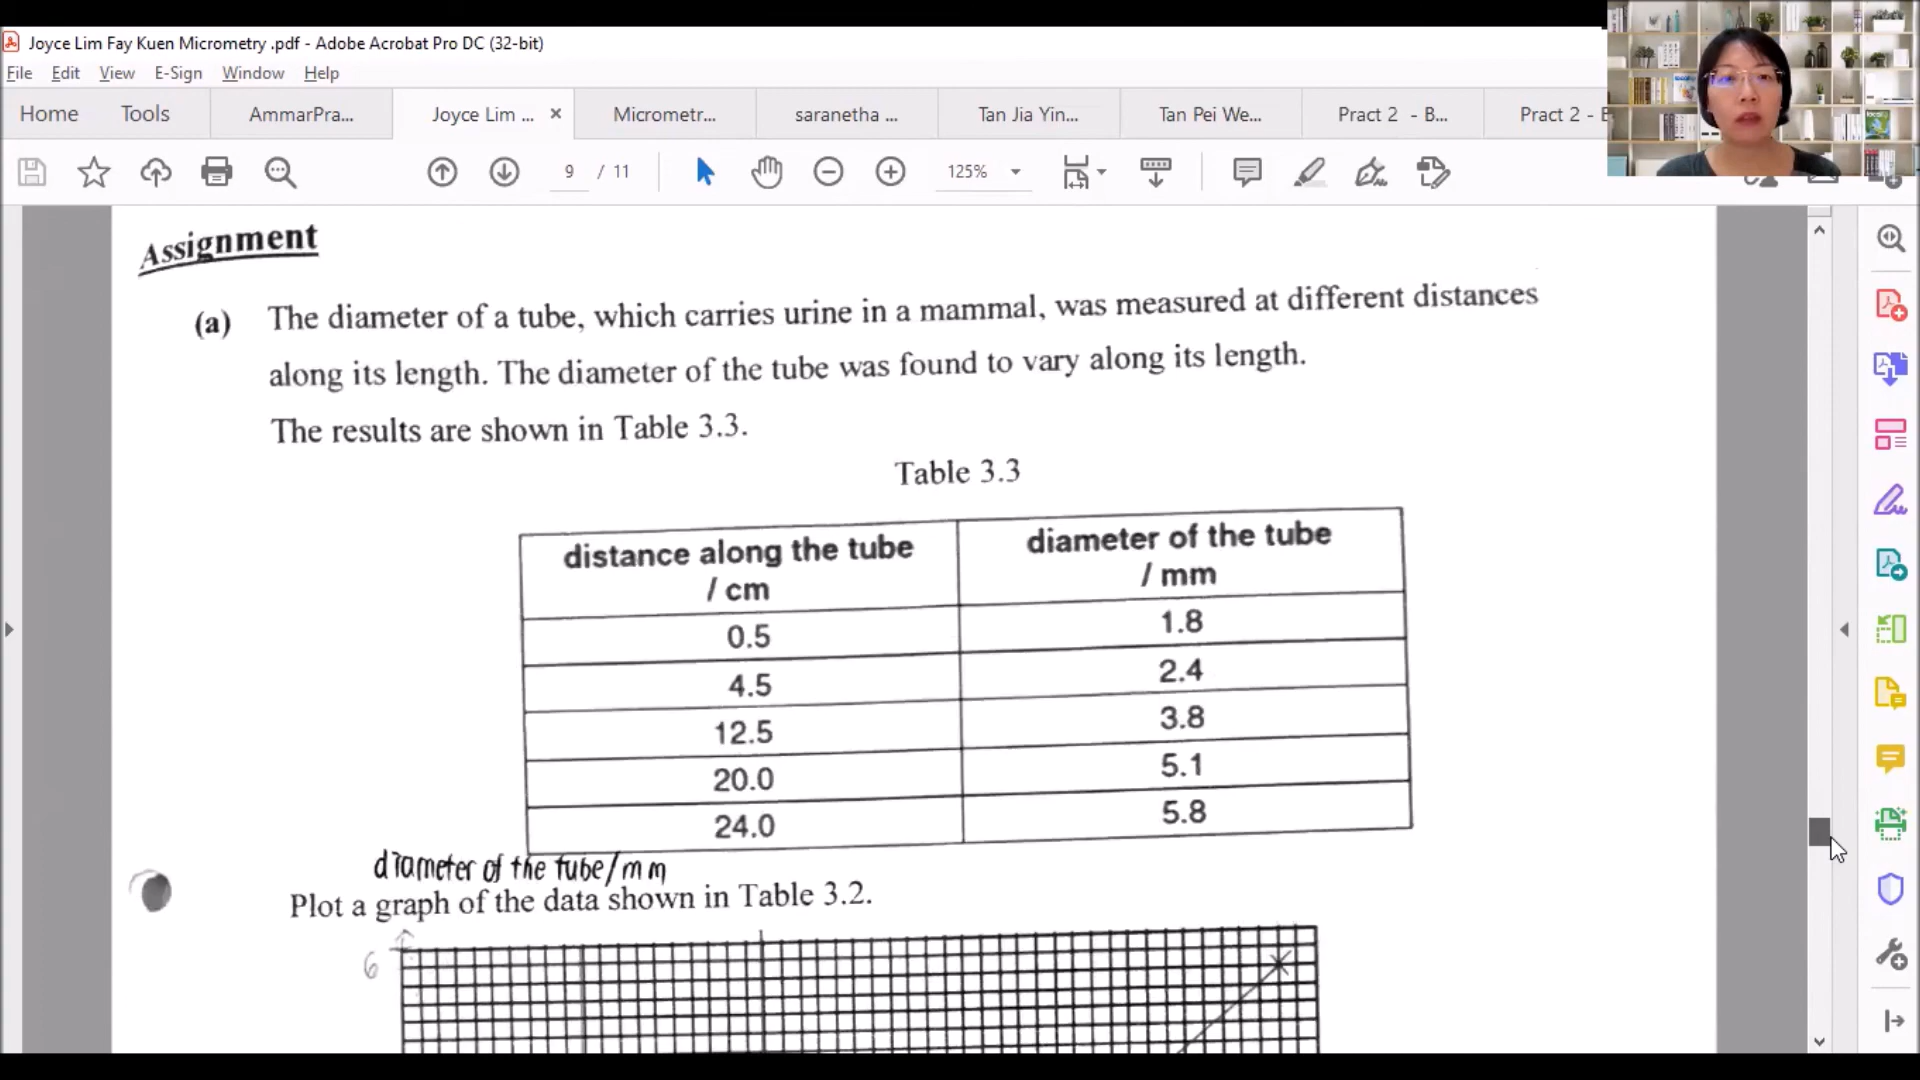 Joyce Lim Fay Kuen Micrometry .pdf - Adobe Acrobat Pro DC (32-bit)
File Edit View E-Sign Window Help
Home Tools AmmarPra... Joyce Lim ... × Micrometr... saranetha ... Tan Jia Yin... Tan Pei We... Pract 2 - B... Pract 2 - B
9 / 11 125%
Assignment
(a) The diameter of a tube, which carries urine in a mammal, was measured at different distances
along its length. The diameter of the tube was found to vary along its length.
The results are shown in Table 3.3.
Table 3.3
distance along the tube / cm diameter of the tube / mm
0.5 1.8
4.5 2.4
12.5 3.8
20.0 5.1
24.0 5.8
diameter of the tube/mm
Plot a graph of the data shown in Table 3.2.
6